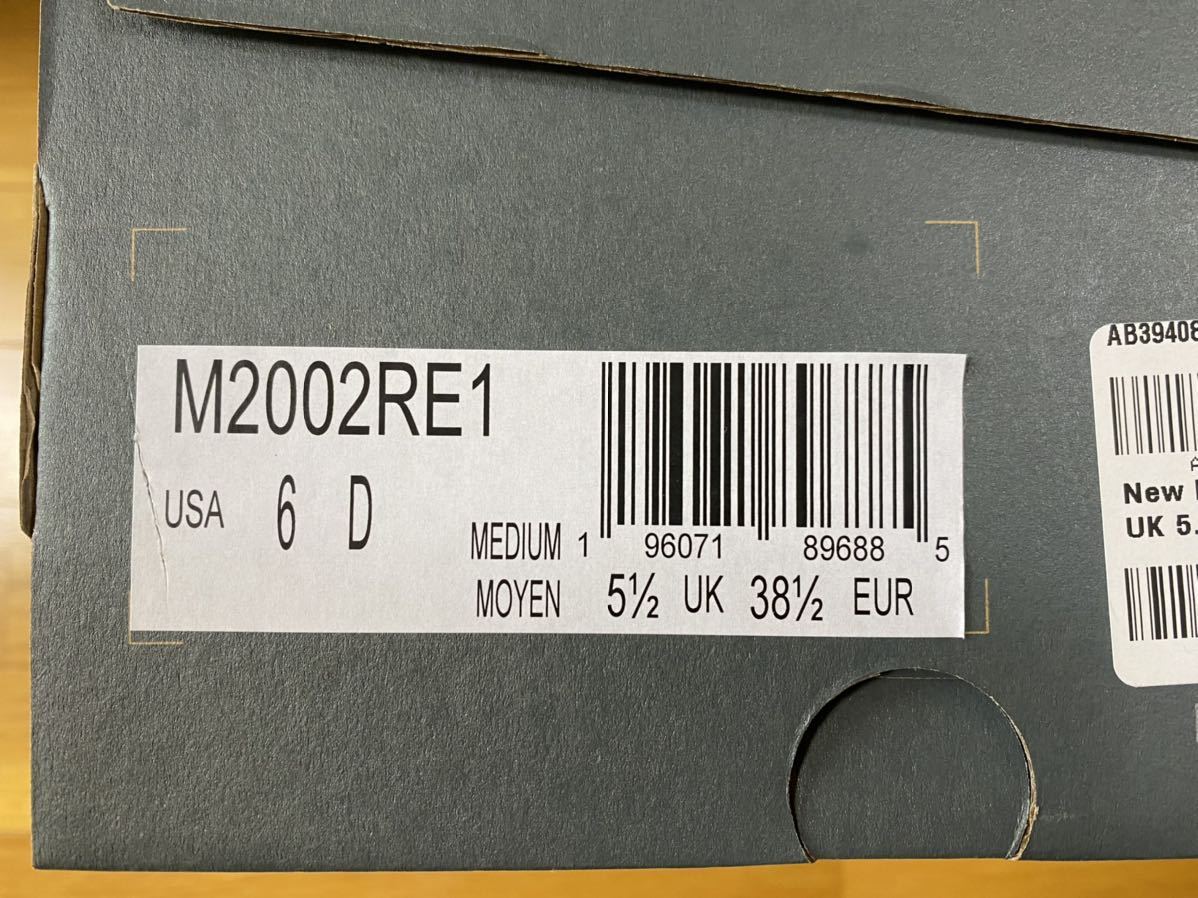 M2002RE1
USA 6 D
MEDIUM 1 96071 89688 5
MOYEN 5½ UK 38½ EUR
AB39408
New
UK 5.